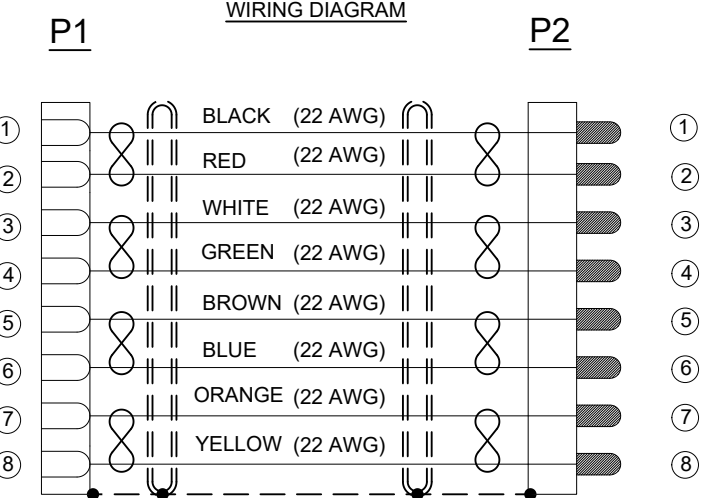 WIRING DIAGRAM
P1 P2
1 BLACK (22 AWG) 1
2 RED (22 AWG) 2
3 WHITE (22 AWG) 3
4 GREEN (22 AWG) 4
5 BROWN (22 AWG) 5
6 BLUE (22 AWG) 6
7 ORANGE (22 AWG) 7
8 YELLOW (22 AWG) 8